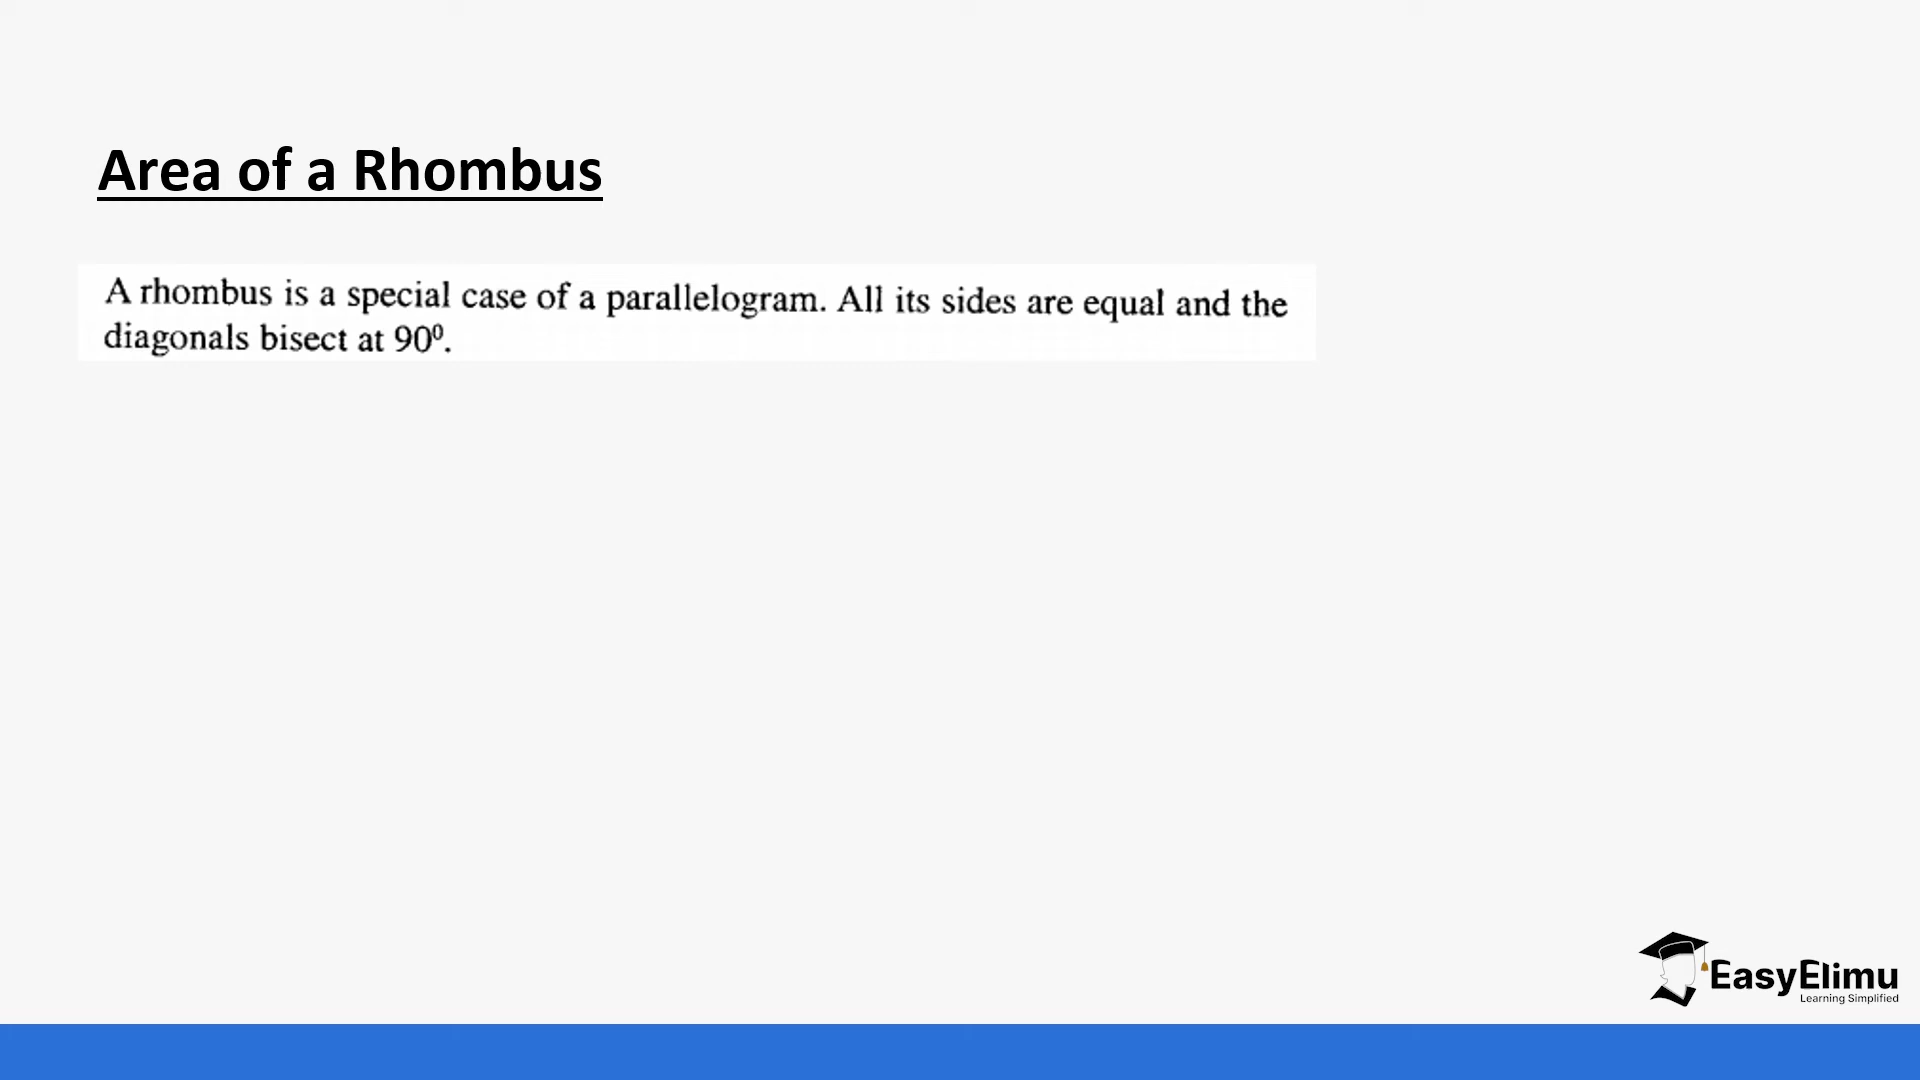 Area of a Rhombus
A rhombus is a special case of a parallelogram. All its sides are equal and the
diagonals bisect at 90⁰.
EasyElimu
Learning Simplified